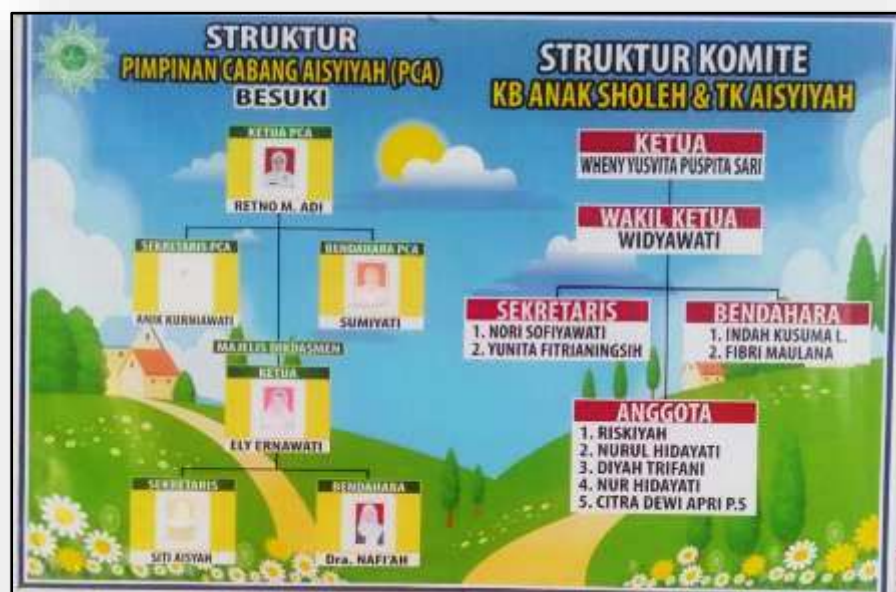 STRUKTUR
PIMPINAN CABANG AISYIYAH (PCA)
BESUKI
KETUA PCA
RETNO M. ADI
SEKRETARIS PCA
ANIK KURNIAWATI
BENDAHARA PCA
SUMIYATI
MAJELIS DIKDASMEN
KETUA
ELY ERNAWATI
SEKRETARIS
SITI AISYAH
BENDAHARA
Dra. NAFI'AH
STRUKTUR KOMITE
KB ANAK SHOLEH & TK AISYIYAH
KETUA
WHENY YUSVITA PUSPITA SARI
WAKIL KETUA
WIDYAWATI
SEKRETARIS
1. NORI SOFIYAWATI
2. YUNITA FITRIANINGSIH
BENDAHARA
1. INDAH KUSUMA L.
2. FIBRI MAULANA
ANGGOTA
1. RISKIYAH
2. NURUL HIDAYATI
3. DIYAH TRIFANI
4. NUR HIDAYATI
5. CITRA DEWI APRI P.S